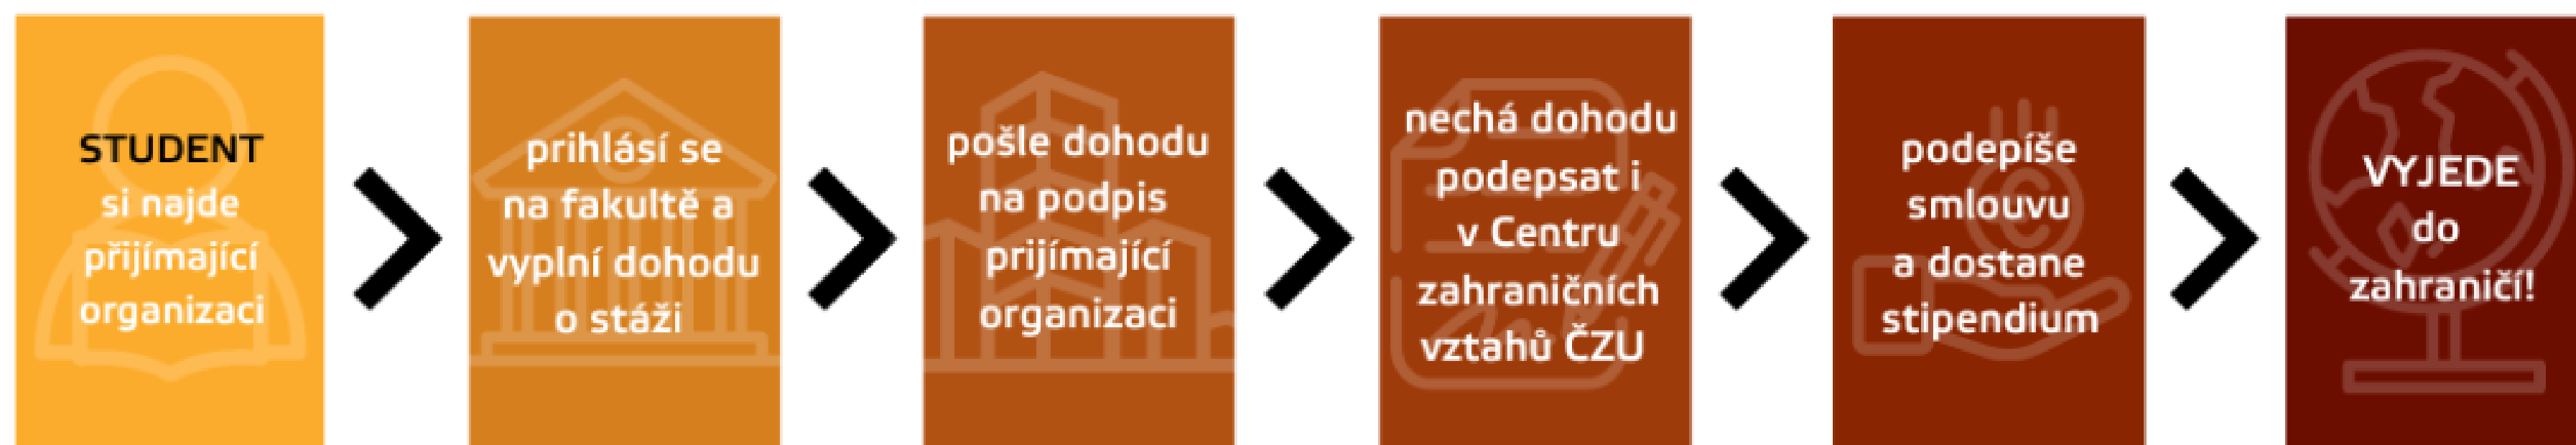 STUDENT
si najde
přijímající
organizaci
prihlásí se
na fakultě a
vyplní dohodu
o stáži
pošle dohodu
na podpis
prijímající
organizaci
nechá dohodu
podepsat i
v Centru
zahraničních
vztahů ČZU
podepíše
smlouvu
a dostane
stipendium
VYJEDE
do
zahraničí!